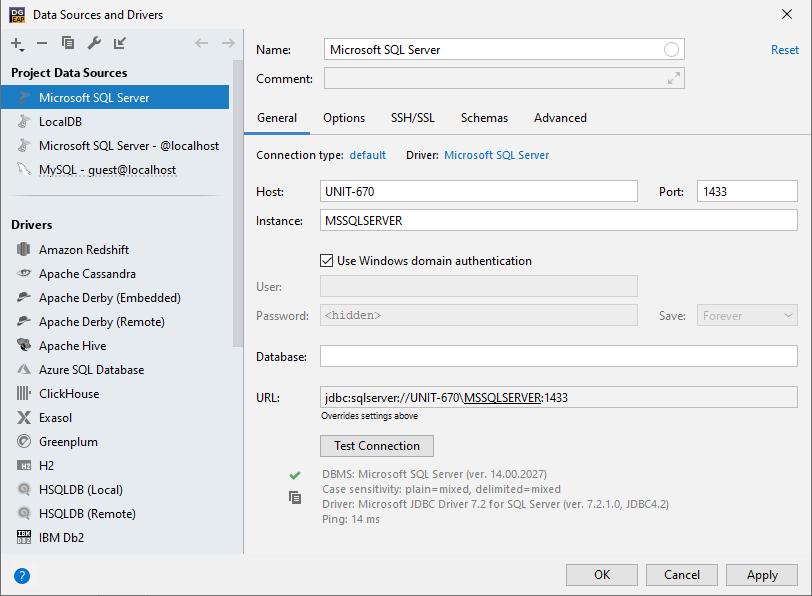 DG
EAP
Data Sources and Drivers
Project Data Sources
Microsoft SQL Server
LocalDB
Microsoft SQL Server - @localhost
MySQL - guest@localhost
Drivers
Amazon Redshift
Apache Cassandra
Apache Derby (Embedded)
Apache Derby (Remote)
Apache Hive
Azure SQL Database
ClickHouse
Exasol
Greenplum
H2 H2
HSQLDB (Local)
HSQLDB (Remote)
IBM DB2 IBM Db2
?
Name: Microsoft SQL Server Reset
Comment:
General Options SSH/SSL Schemas Advanced
Connection type: default Driver: Microsoft SQL Server
Host: UNIT-670 Port: 1433
Instance: MSSQLSERVER
Use Windows domain authentication
User:
Password: <hidden> Save: Forever
Database:
URL: jdbc:sqlserver://UNIT-670\MSSQLSERVER:1433
Overrides settings above
Test Connection
DBMS: Microsoft SQL Server (ver. 14.00.2027)
Case sensitivity: plain=mixed, delimited=mixed
Driver: Microsoft JDBC Driver 7.2 for SQL Server (ver. 7.2.1.0, JDBC4.2)
Ping: 14 ms
OK Cancel Apply